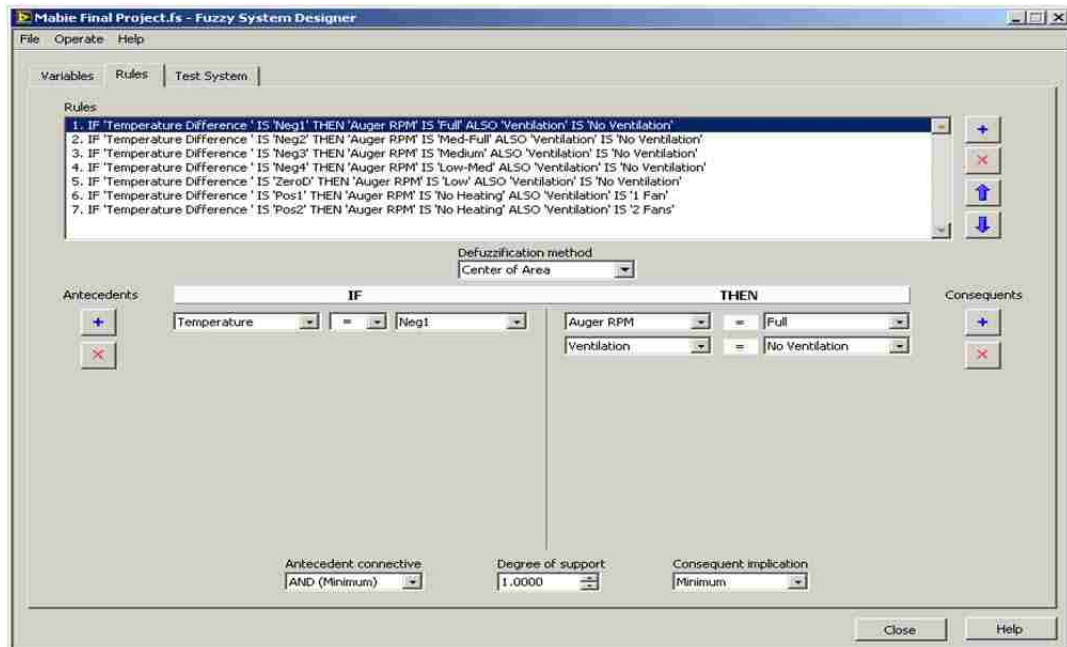 Mabie Final Project.fs - Fuzzy System Designer
File Operate Help
Variables Rules Test System
Rules
1. IF 'Temperature Difference ' IS 'Neg1' THEN 'Auger RPM' IS 'Full' ALSO 'Ventilation' IS 'No Ventilation'
2. IF 'Temperature Difference ' IS 'Neg2' THEN 'Auger RPM' IS 'Med-Full' ALSO 'Ventilation' IS 'No Ventilation'
3. IF 'Temperature Difference ' IS 'Neg3' THEN 'Auger RPM' IS 'Medium' ALSO 'Ventilation' IS 'No Ventilation'
4. IF 'Temperature Difference ' IS 'Neg4' THEN 'Auger RPM' IS 'Low-Med' ALSO 'Ventilation' IS 'No Ventilation'
5. IF 'Temperature Difference ' IS 'ZeroD' THEN 'Auger RPM' IS 'Low' ALSO 'Ventilation' IS 'No Ventilation'
6. IF 'Temperature Difference ' IS 'Pos1' THEN 'Auger RPM' IS 'No Heating' ALSO 'Ventilation' IS '1 Fan'
7. IF 'Temperature Difference ' IS 'Pos2' THEN 'Auger RPM' IS 'No Heating' ALSO 'Ventilation' IS '2 Fans'
Defuzzification method
Center of Area
Antecedents IF THEN Consequents
Temperature = Neg1 Auger RPM = Full
Ventilation = No Ventilation
Antecedent connective Degree of support Consequent implication
AND (Minimum) 1.0000 Minimum
Close Help